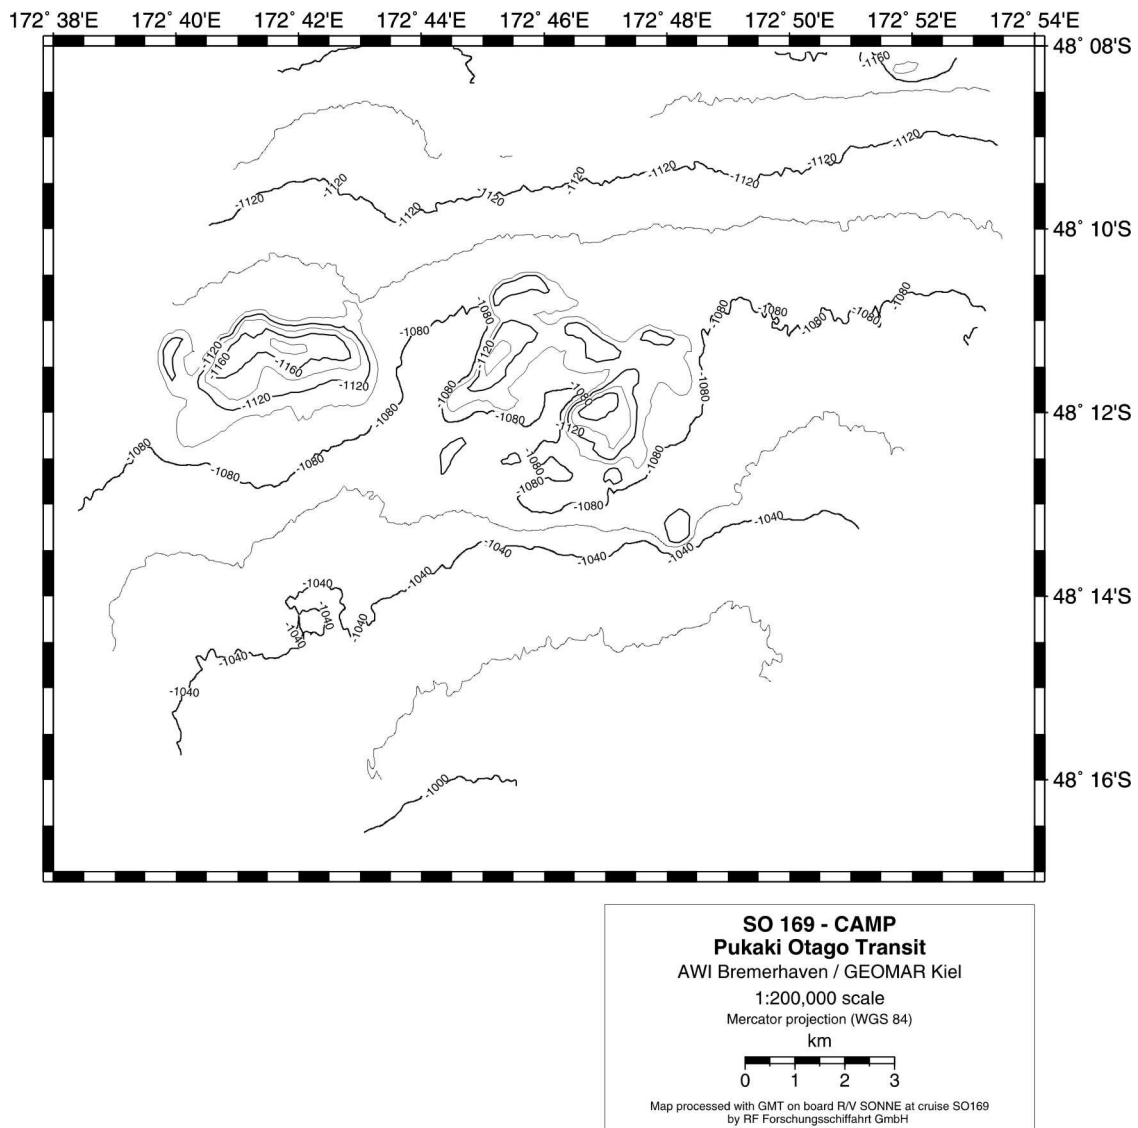 172° 38'E 172° 40'E 172° 42'E 172° 44'E 172° 46'E 172° 48'E 172° 50'E 172° 52'E 172° 54'E
48° 08'S
-1160
-1120
-1120 -1120 -1120
-1120 -1120 -1120
-1120 -1120
48° 10'S
-1080
-1080 -1080
-1080 -1080 -1080 -1080
-1120 -1120
-1160 -1160
-1120 -1120
-1080 -1080 -1080
-1080 -1080
48° 12'S
-1120
-1080 -1080 -1080
-1080 -1080
-1080
-1080
-1040
-1040 -1040 -1040
48° 14'S
-1040 -1040
-1040 -1040 -1040
-1040
-1040
48° 16'S
-1000
SO 169 - CAMP
Pukaki Otago Transit
AWI Bremerhaven / GEOMAR Kiel
1:200,000 scale
Mercator projection (WGS 84)
km
0 1 2 3
Map processed with GMT on board R/V SONNE at cruise SO169
by RF Forschungsschiffahrt GmbH